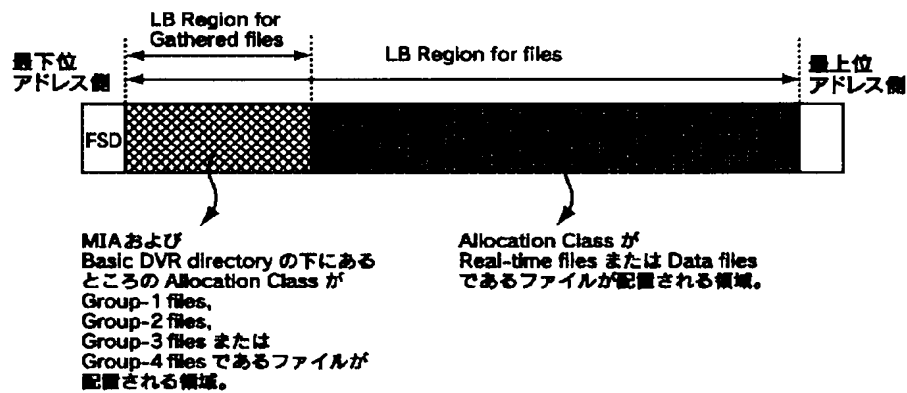 LB Region for
Gathered files
LB Region for files
最下位
アドレス側
最上位
アドレス側
FSD
MIAおよび
Basic DVR directory の下にある
ところの Allocation Class が
Group-1 files,
Group-2 files,
Group-3 files または
Group-4 files であるファイルが
配置される領域。
Allocation Class が
Real-time files または Data files
であるファイルが配置される領域。